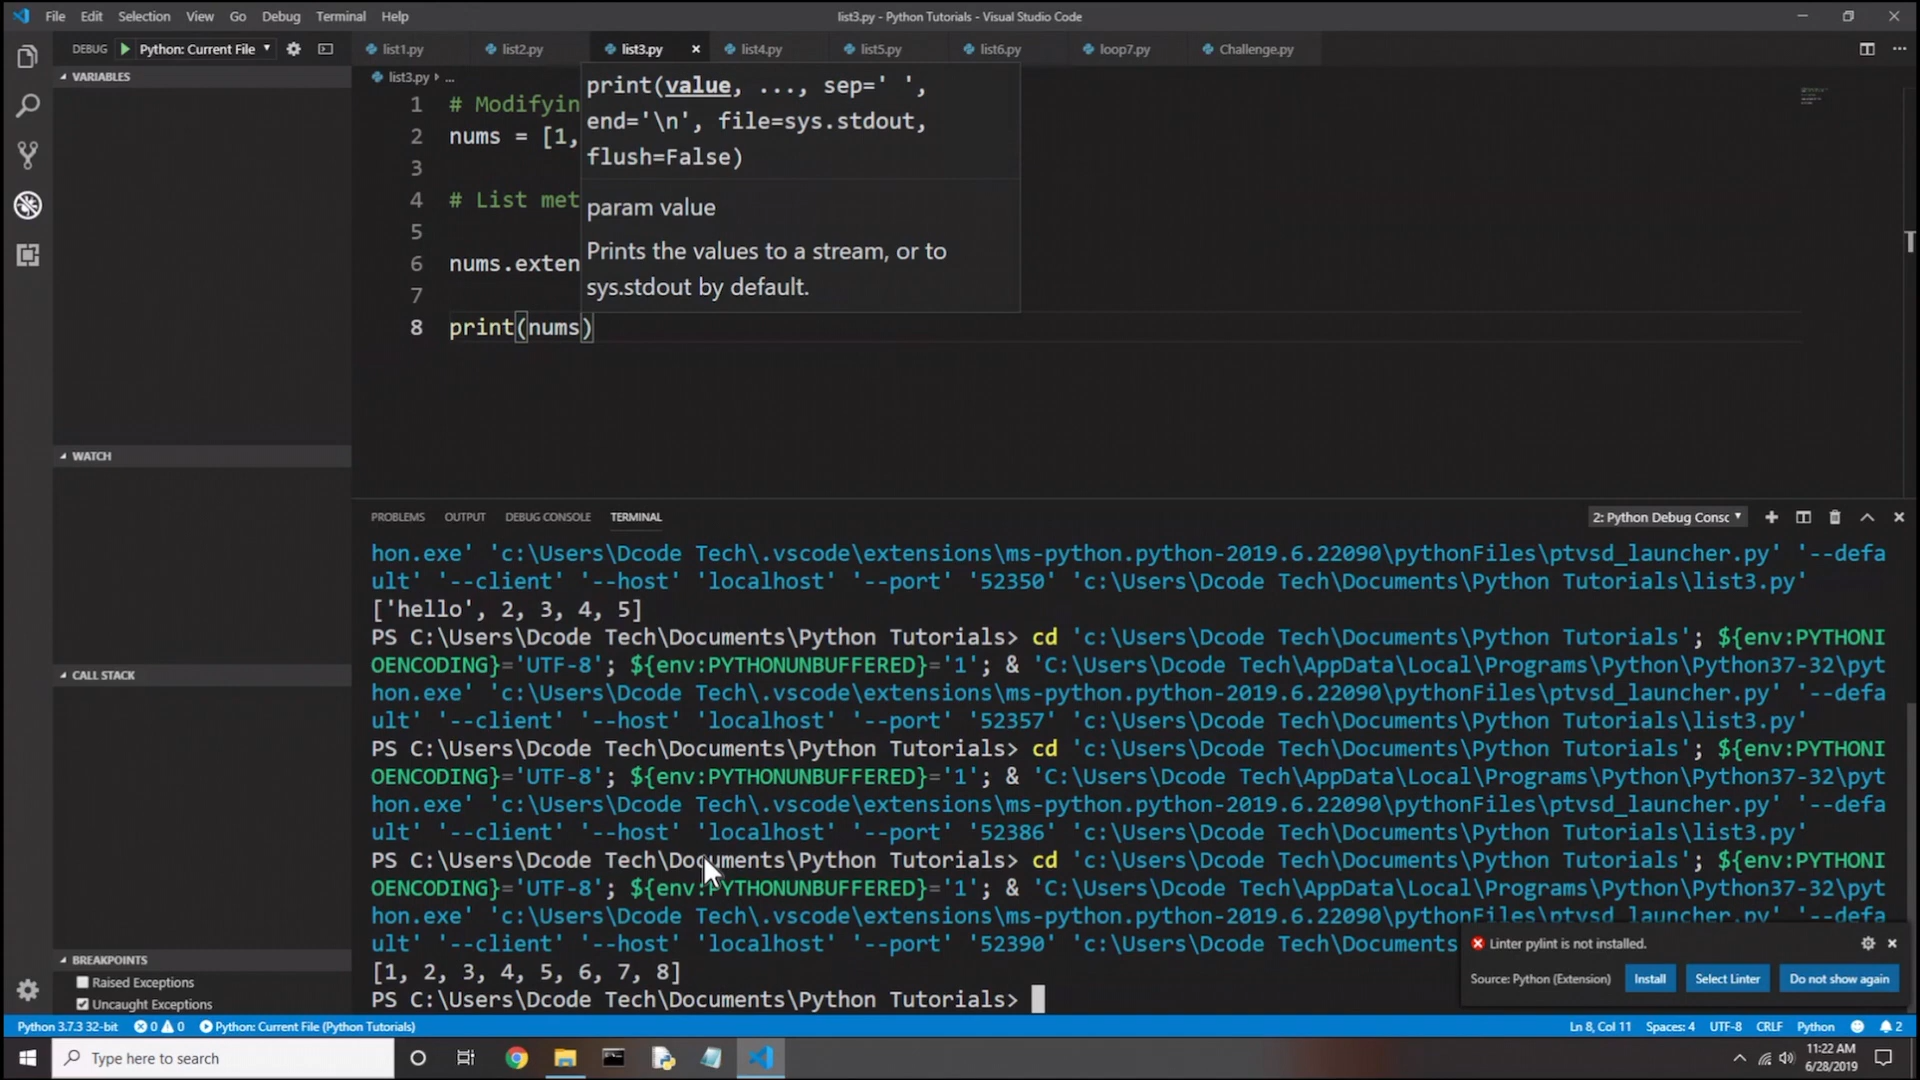 File Edit Selection View Go Debug Terminal Help
list3.py - Python Tutorials - Visual Studio Code
DEBUG Python: Current File
list1.py list2.py list3.py list4.py list5.py list6.py loop7.py Challenge.py
VARIABLES
list3.py ...
1 # Modifyin
2 nums = [1,
3
4 # List met
5
6 nums.exten
7
8 print(nums)
print(value, ..., sep=' ',
end='\n', file=sys.stdout,
flush=False)
param value
Prints the values to a stream, or to
sys.stdout by default.
WATCH
CALL STACK
BREAKPOINTS
Raised Exceptions
Uncaught Exceptions
PROBLEMS OUTPUT DEBUG CONSOLE TERMINAL
2: Python Debug Consc
hon.exe' 'c:\Users\Dcode Tech\.vscode\extensions\ms-python.python-2019.6.22090\pythonFiles\ptvsd_launcher.py' '--defa
ult' '--client' '--host' 'localhost' '--port' '52350' 'c:\Users\Dcode Tech\Documents\Python Tutorials\list3.py'
['hello', 2, 3, 4, 5]
PS C:\Users\Dcode Tech\Documents\Python Tutorials> cd 'c:\Users\Dcode Tech\Documents\Python Tutorials'; ${env:PYTHONI
OENCODING}='UTF-8'; ${env:PYTHONUNBUFFERED}='1'; & 'C:\Users\Dcode Tech\AppData\Local\Programs\Python\Python37-32\pyt
hon.exe' 'c:\Users\Dcode Tech\.vscode\extensions\ms-python.python-2019.6.22090\pythonFiles\ptvsd_launcher.py' '--defa
ult' '--client' '--host' 'localhost' '--port' '52357' 'c:\Users\Dcode Tech\Documents\Python Tutorials\list3.py'
PS C:\Users\Dcode Tech\Documents\Python Tutorials> cd 'c:\Users\Dcode Tech\Documents\Python Tutorials'; ${env:PYTHONI
OENCODING}='UTF-8'; ${env:PYTHONUNBUFFERED}='1'; & 'C:\Users\Dcode Tech\AppData\Local\Programs\Python\Python37-32\pyt
hon.exe' 'c:\Users\Dcode Tech\.vscode\extensions\ms-python.python-2019.6.22090\pythonFiles\ptvsd_launcher.py' '--defa
ult' '--client' '--host' 'localhost' '--port' '52386' 'c:\Users\Dcode Tech\Documents\Python Tutorials\list3.py'
PS C:\Users\Dcode Tech\Documents\Python Tutorials> cd 'c:\Users\Dcode Tech\Documents\Python Tutorials'; ${env:PYTHONI
OENCODING}='UTF-8'; ${env:PYTHONUNBUFFERED}='1'; & 'C:\Users\Dcode Tech\AppData\Local\Programs\Python\Python37-32\pyt
hon.exe' 'c:\Users\Dcode Tech\.vscode\extensions\ms-python.python-2019.6.22090\pythonFiles\ptvsd_launcher.py' '--defa
ult' '--client' '--host' 'localhost' '--port' '52390' 'c:\Users\Dcode Tech\Documents
[1, 2, 3, 4, 5, 6, 7, 8]
PS C:\Users\Dcode Tech\Documents\Python Tutorials>
Linter pylint is not installed.
Source: Python (Extension) Install Select Linter Do not show again
Python 3.7.3 32-bit 0 0 Python: Current File (Python Tutorials)
Ln 8, Col 11 Spaces: 4 UTF-8 CRLF Python 2
Type here to search
11:22 AM
6/28/2019